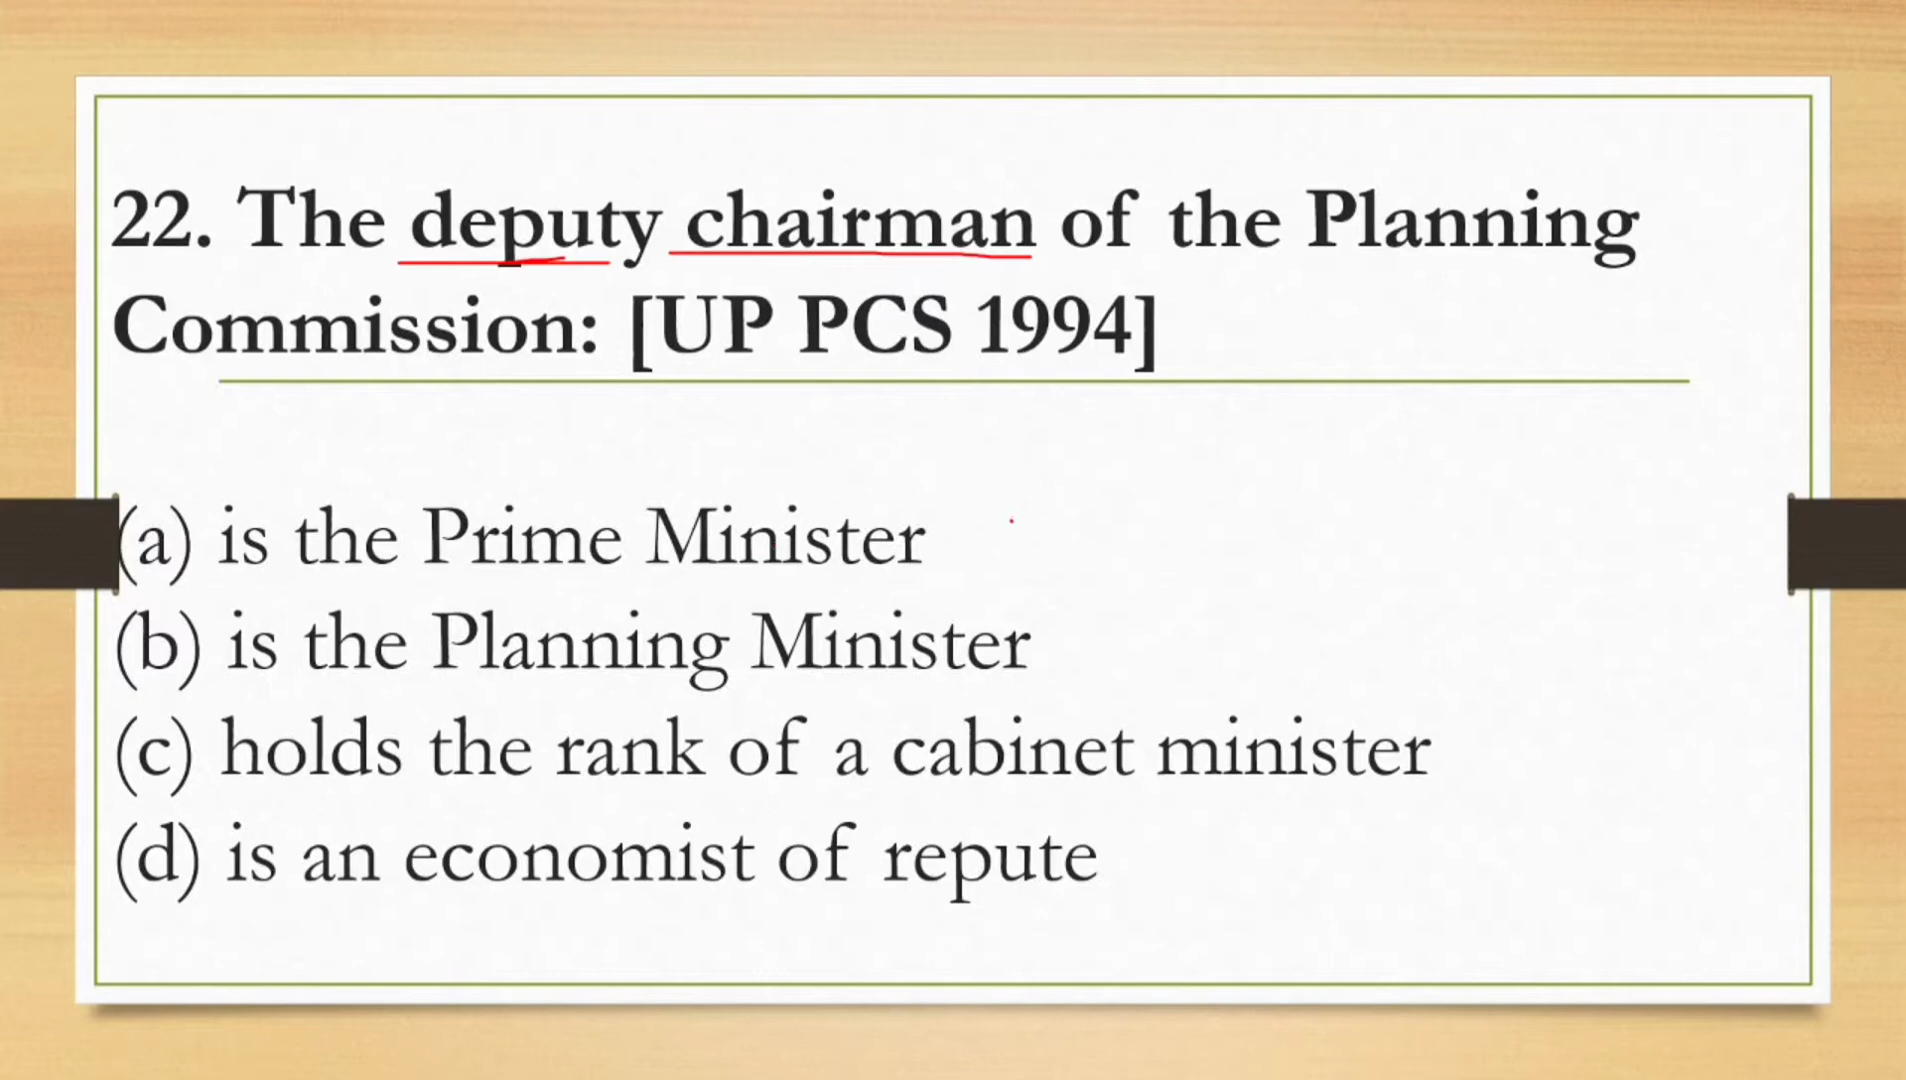 22. The deputy chairman of the Planning
Commission: [UP PCS 1994]
(a) is the Prime Minister
(b) is the Planning Minister
(c) holds the rank of a cabinet minister
(d) is an economist of repute